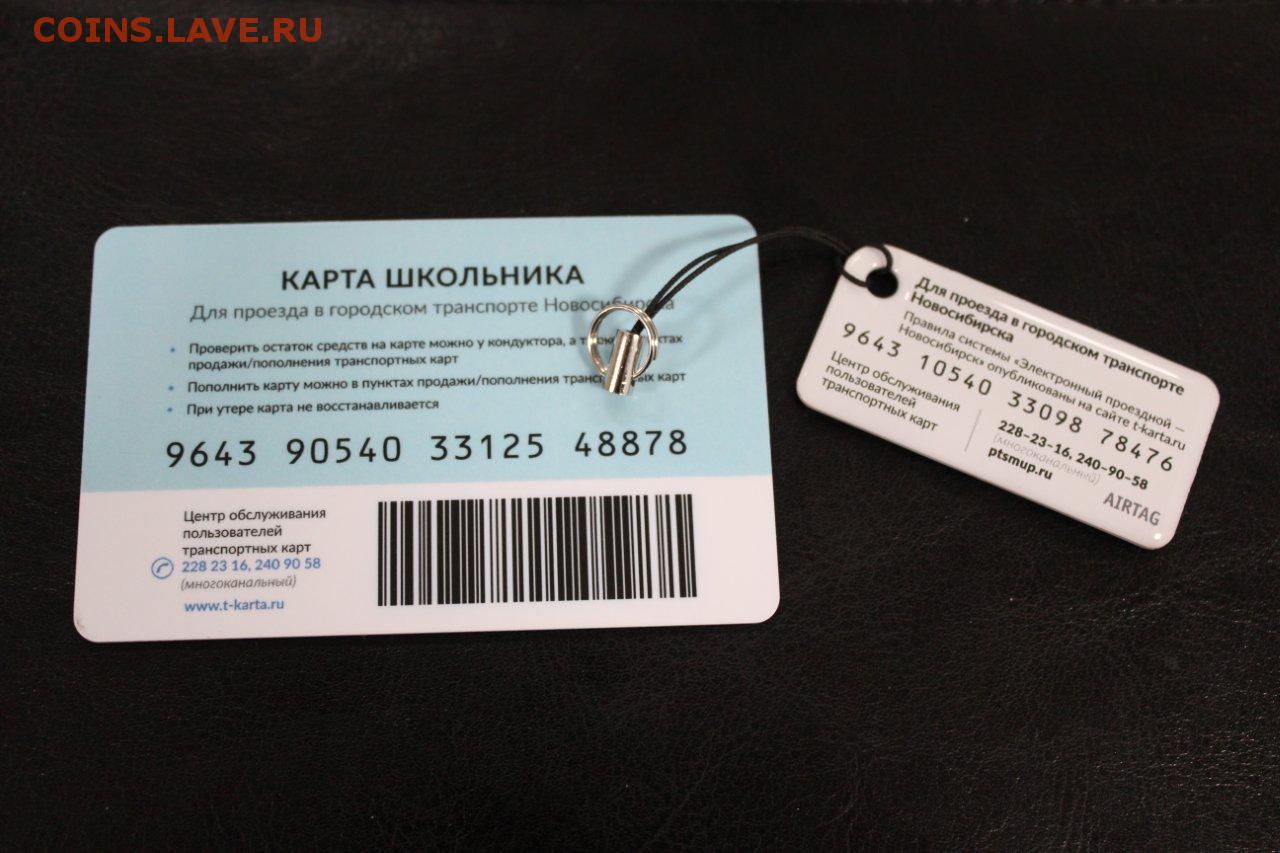 COINS.LAVE.RU
КАРТА ШКОЛЬНИКА
Для проезда в городском транспорте Новосибирска
• Проверить остаток средств на карте можно у кондуктора, а также пунктах
продажи/пополнения транспортных карт
• Пополнить карту можно в пунктах продажи/пополнения транспортных карт
• При утере карта не восстанавливается
9643 90540 33125 48878
Центр обслуживания
пользователей
транспортных карт
228 23 16, 240 90 58
(многоканальный)
www.t-karta.ru
Для проезда в городском транспорте
Новосибирска
Правила системы «Электронный проездной —
Новосибирск» опубликованы на сайте t-karta.ru
9643 10540 33098 78476
Центр обслуживания
пользователей
транспортных карт
228-23-16, 240-90-58
(многоканальный)
ptsmup.ru
AIRTAG